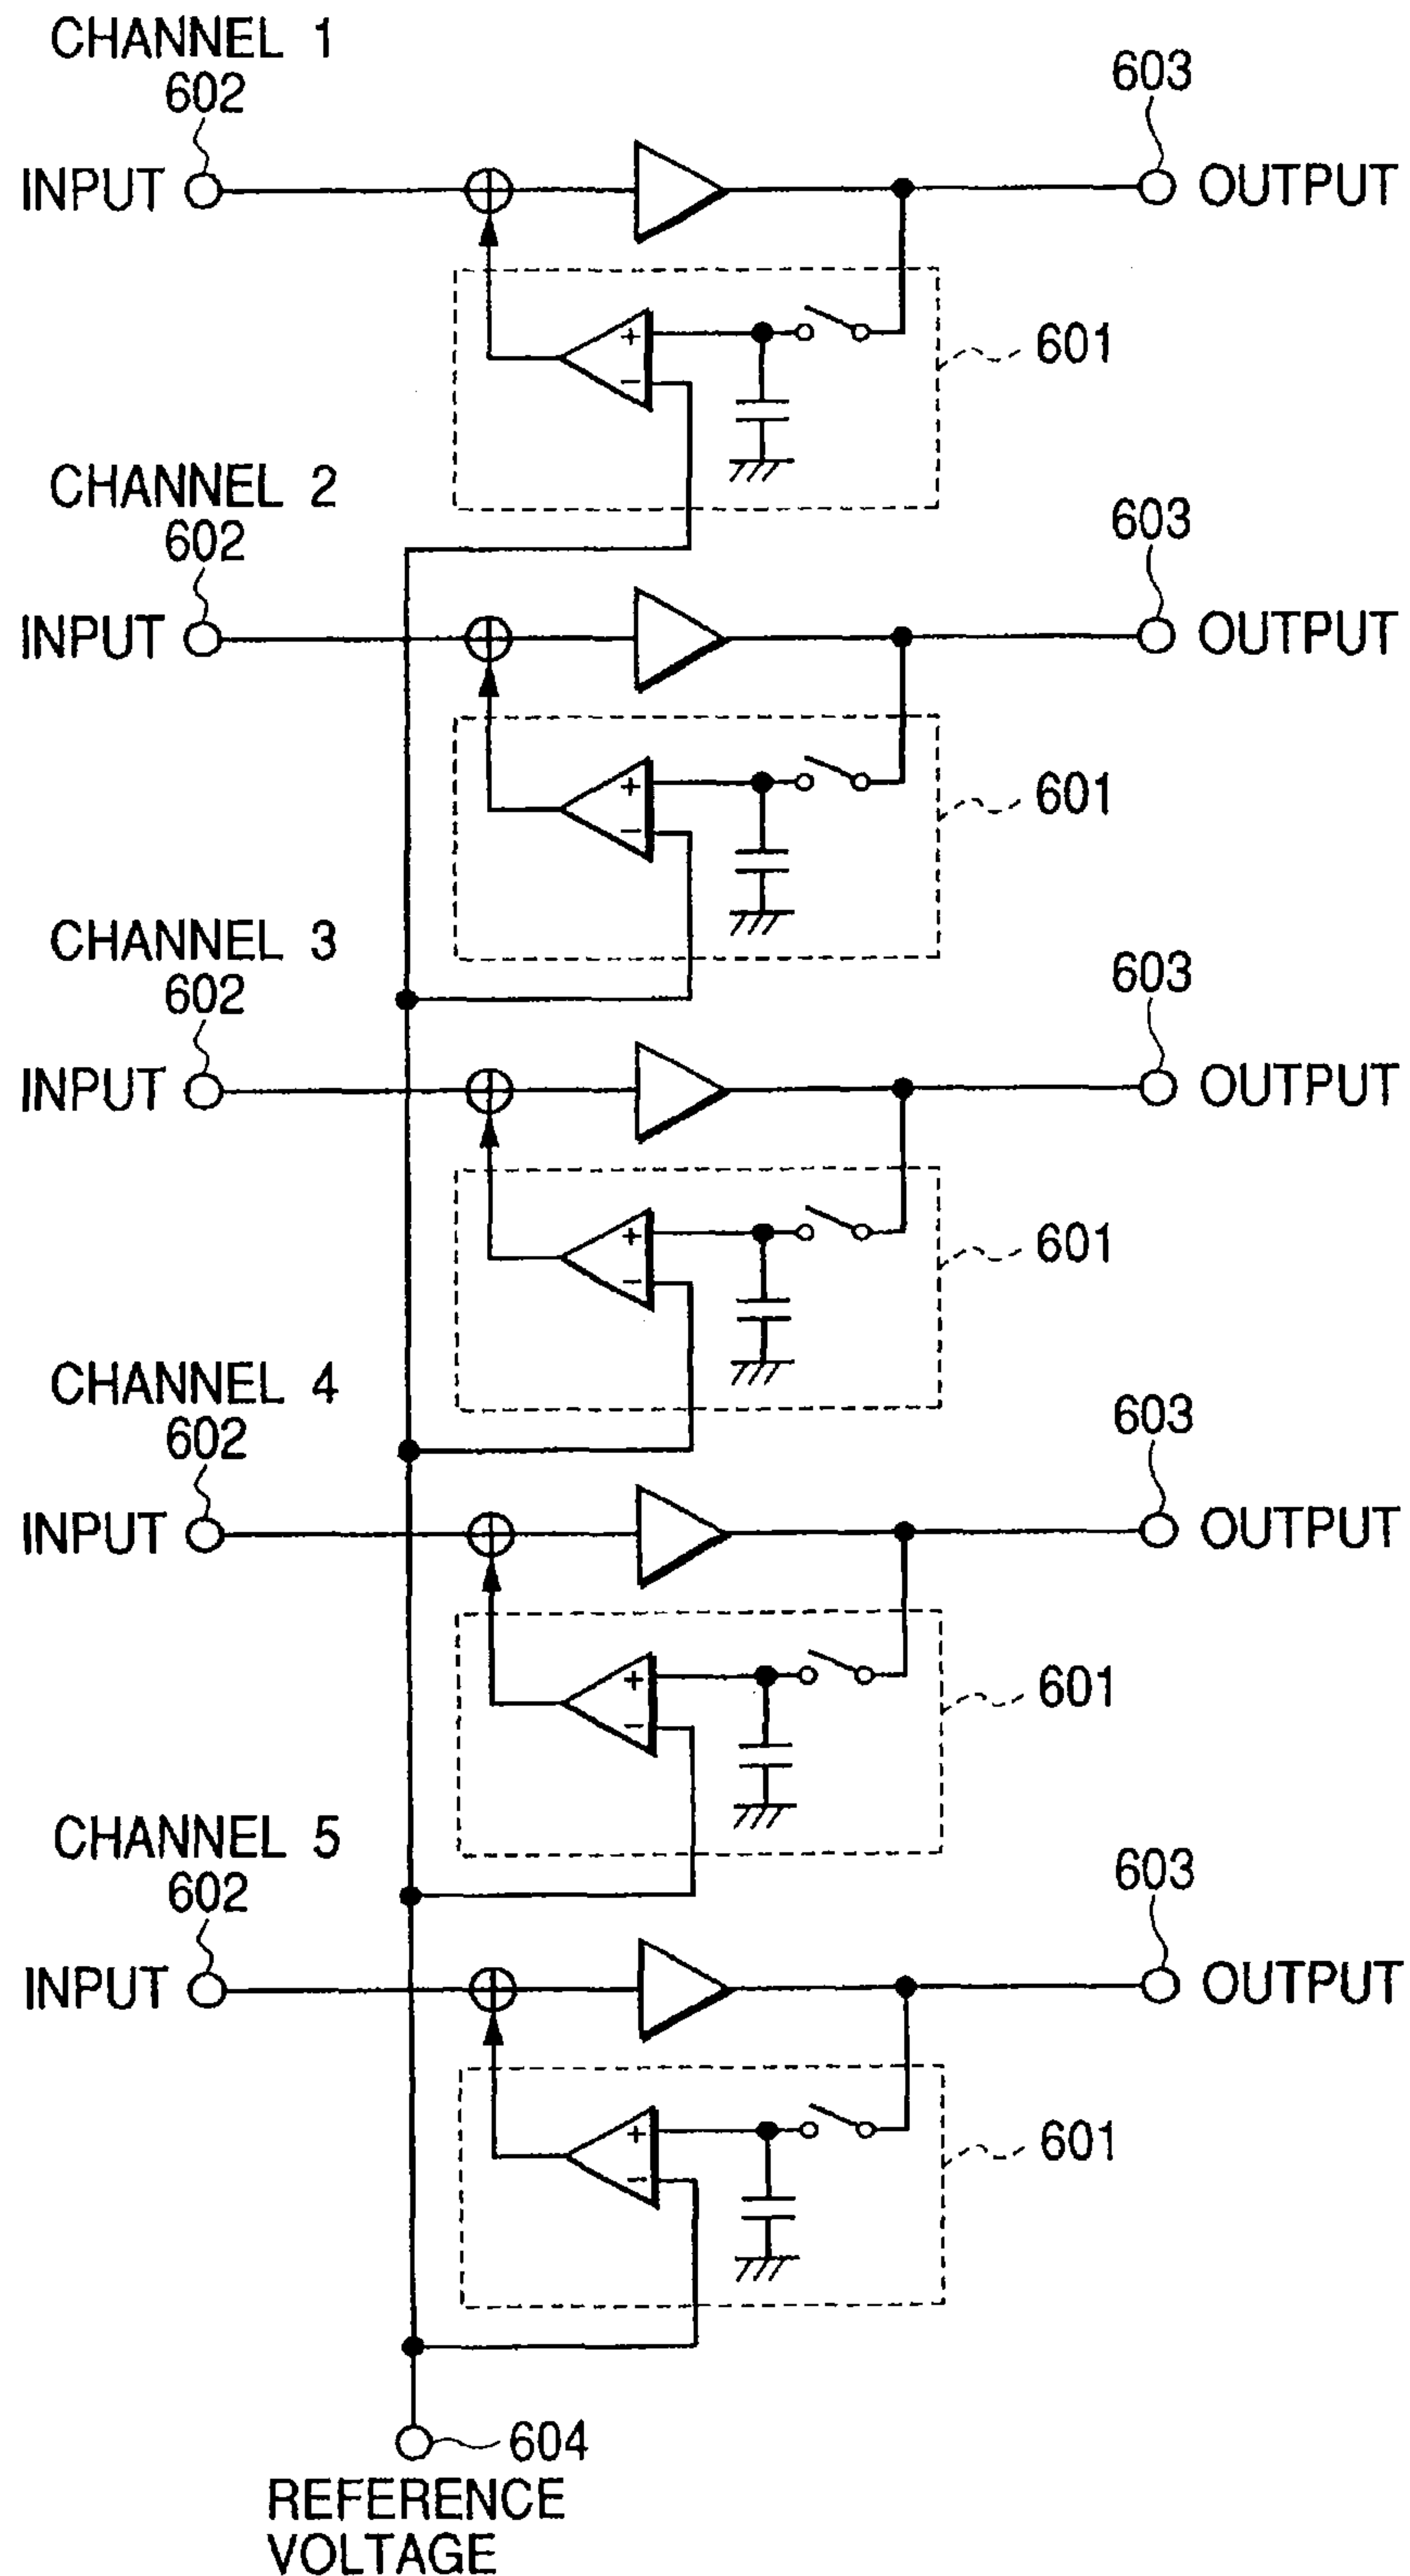 CHANNEL 1
602
603
INPUT
OUTPUT
+
−
601
CHANNEL 2
602
603
INPUT
OUTPUT
+
−
601
CHANNEL 3
602
603
INPUT
OUTPUT
+
−
601
CHANNEL 4
602
603
INPUT
OUTPUT
+
−
601
CHANNEL 5
602
603
INPUT
OUTPUT
+
−
601
604
REFERENCE
VOLTAGE